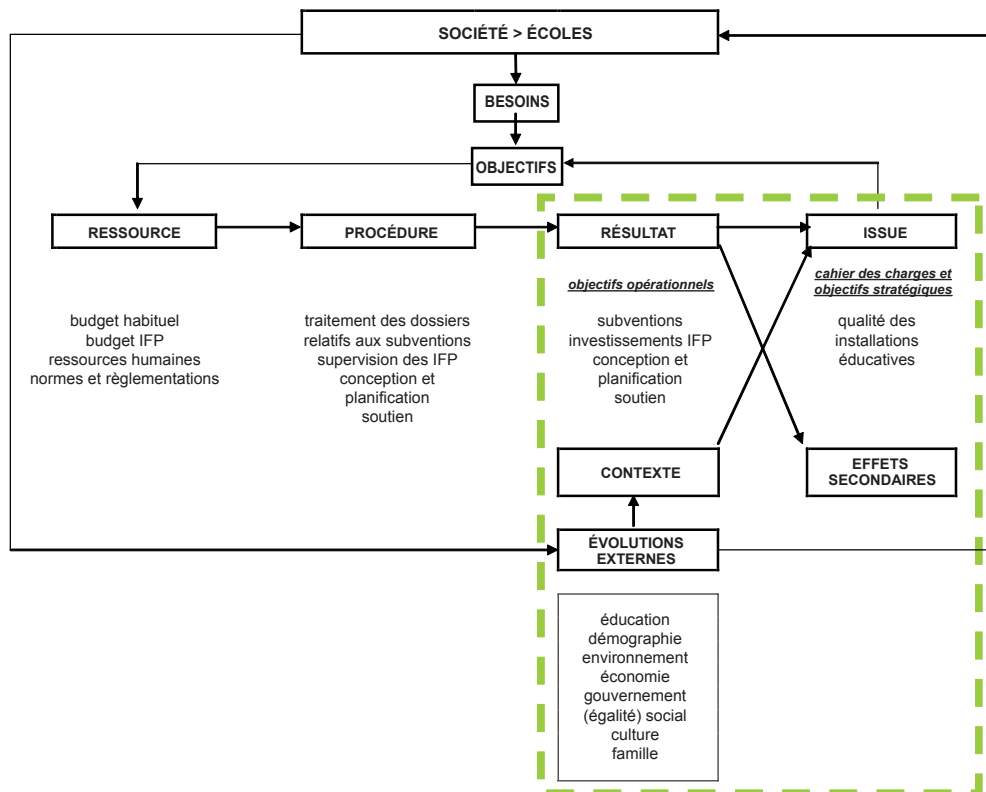 SOCIÉTÉ > ÉCOLES
BESOINS
OBJECTIFS
RESSOURCE
PROCÉDURE
RÉSULTAT
ISSUE
objectifs opérationnels
cahier des charges et
objectifs stratégiques
budget habituel
budget IFP
ressources humaines
normes et règlementations
traitement des dossiers
relatifs aux subventions
supervision des IFP
conception et
planification
soutien
subventions
investissements IFP
conception et
planification
soutien
qualité des
installations
éducatives
CONTEXTE
EFFETS
SECONDAIRES
ÉVOLUTIONS
EXTERNES
éducation
démographie
environnement
économie
gouvernement
(égalité) social
culture
famille